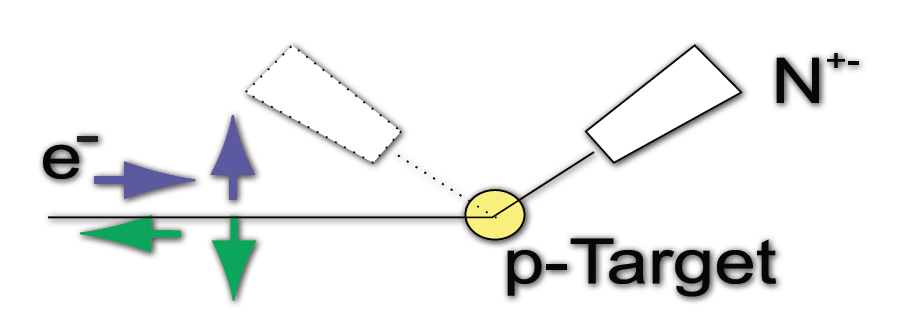 N⁺⁻
e⁻
p-Target